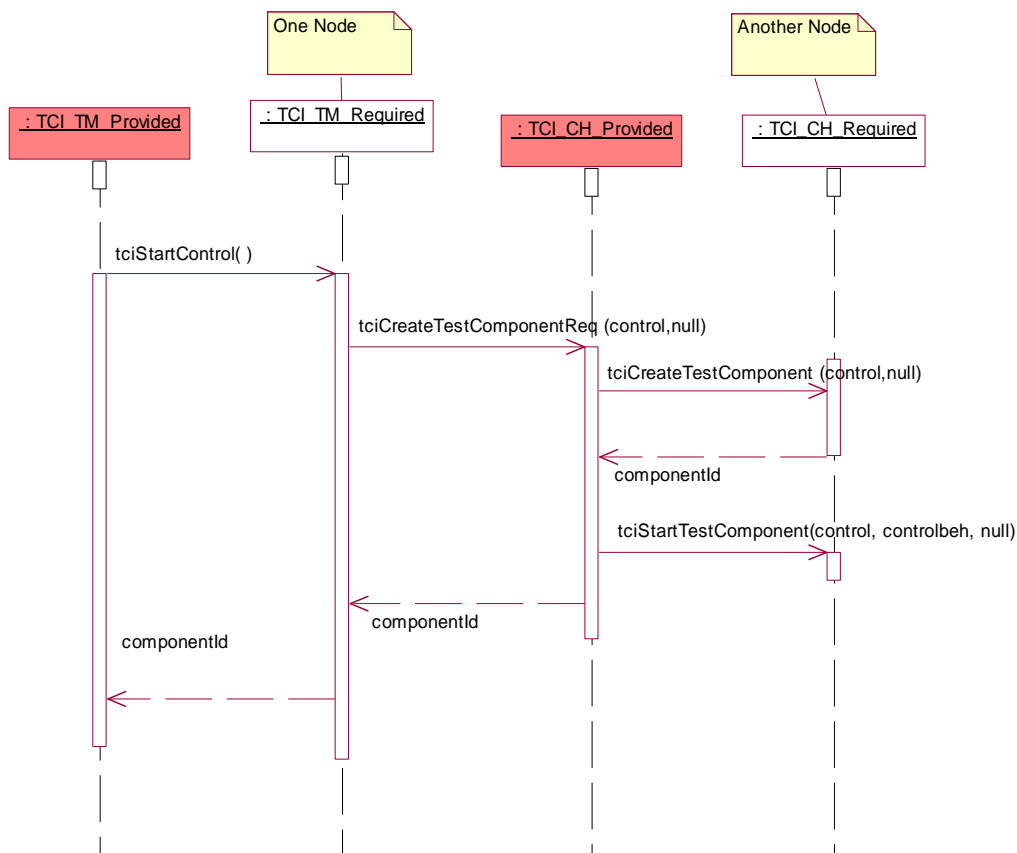 One Node
Another Node
: TCI_TM_Provided
: TCI_TM_Required
: TCI_CH_Provided
: TCI_CH_Required
tciStartControl( )
tciCreateTestComponentReq (control,null)
tciCreateTestComponent (control,null)
componentId
tciStartTestComponent(control, controlbeh, null)
componentId
componentId